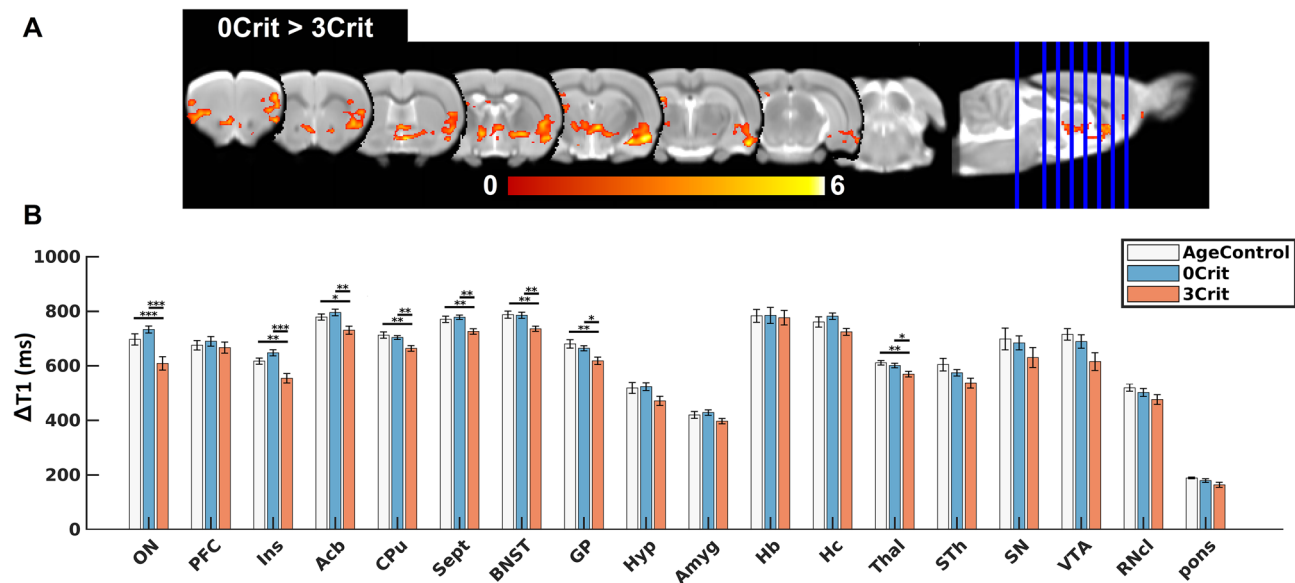 A
0Crit > 3Crit
0
6
B
AgeControl
0Crit
3Crit
ΔT1 (ms)
1000
800
600
400
200
0
*** ***
** ***
* **
** **
** **
** **
** *
** *
ON PFC Ins Acb CPu Sept BNST GP Hyp Amyg Hb Hc Thal STh SN VTA RNcl pons